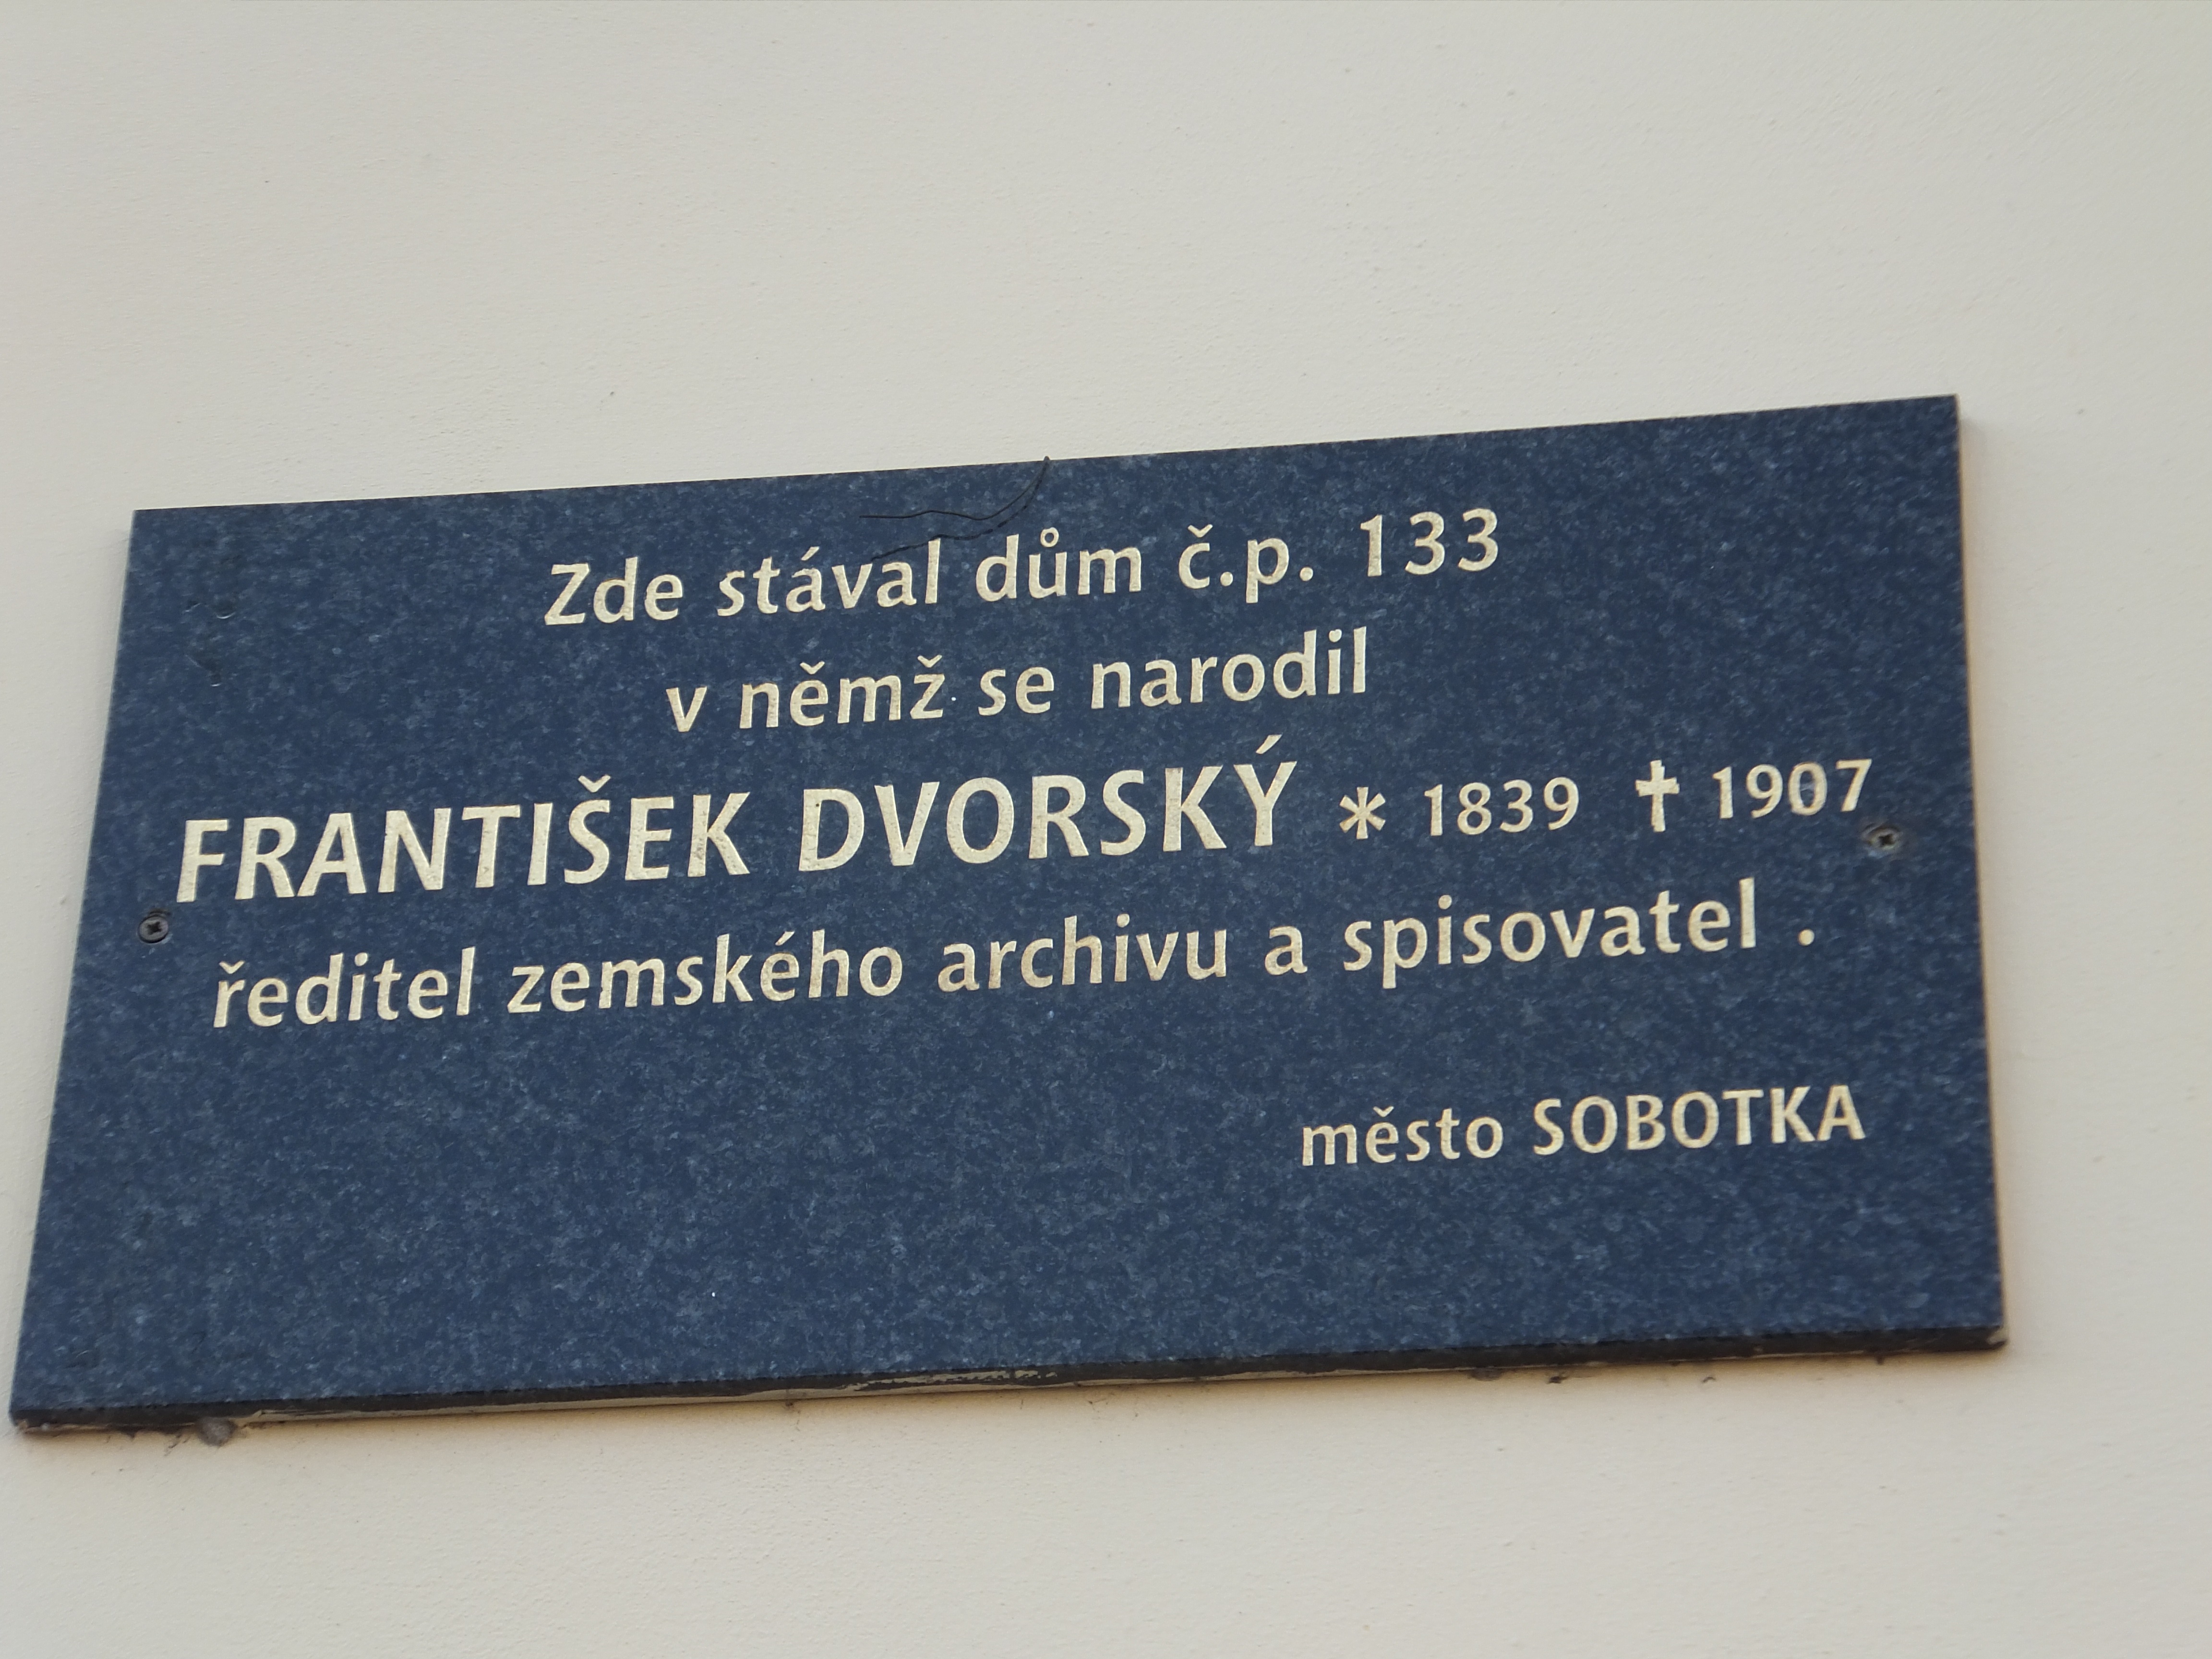 Zde stával dům č.p. 133
v němž se narodil
FRANTIŠEK DVORSKÝ * 1839 † 1907
ředitel zemského archivu a spisovatel .
město SOBOTKA